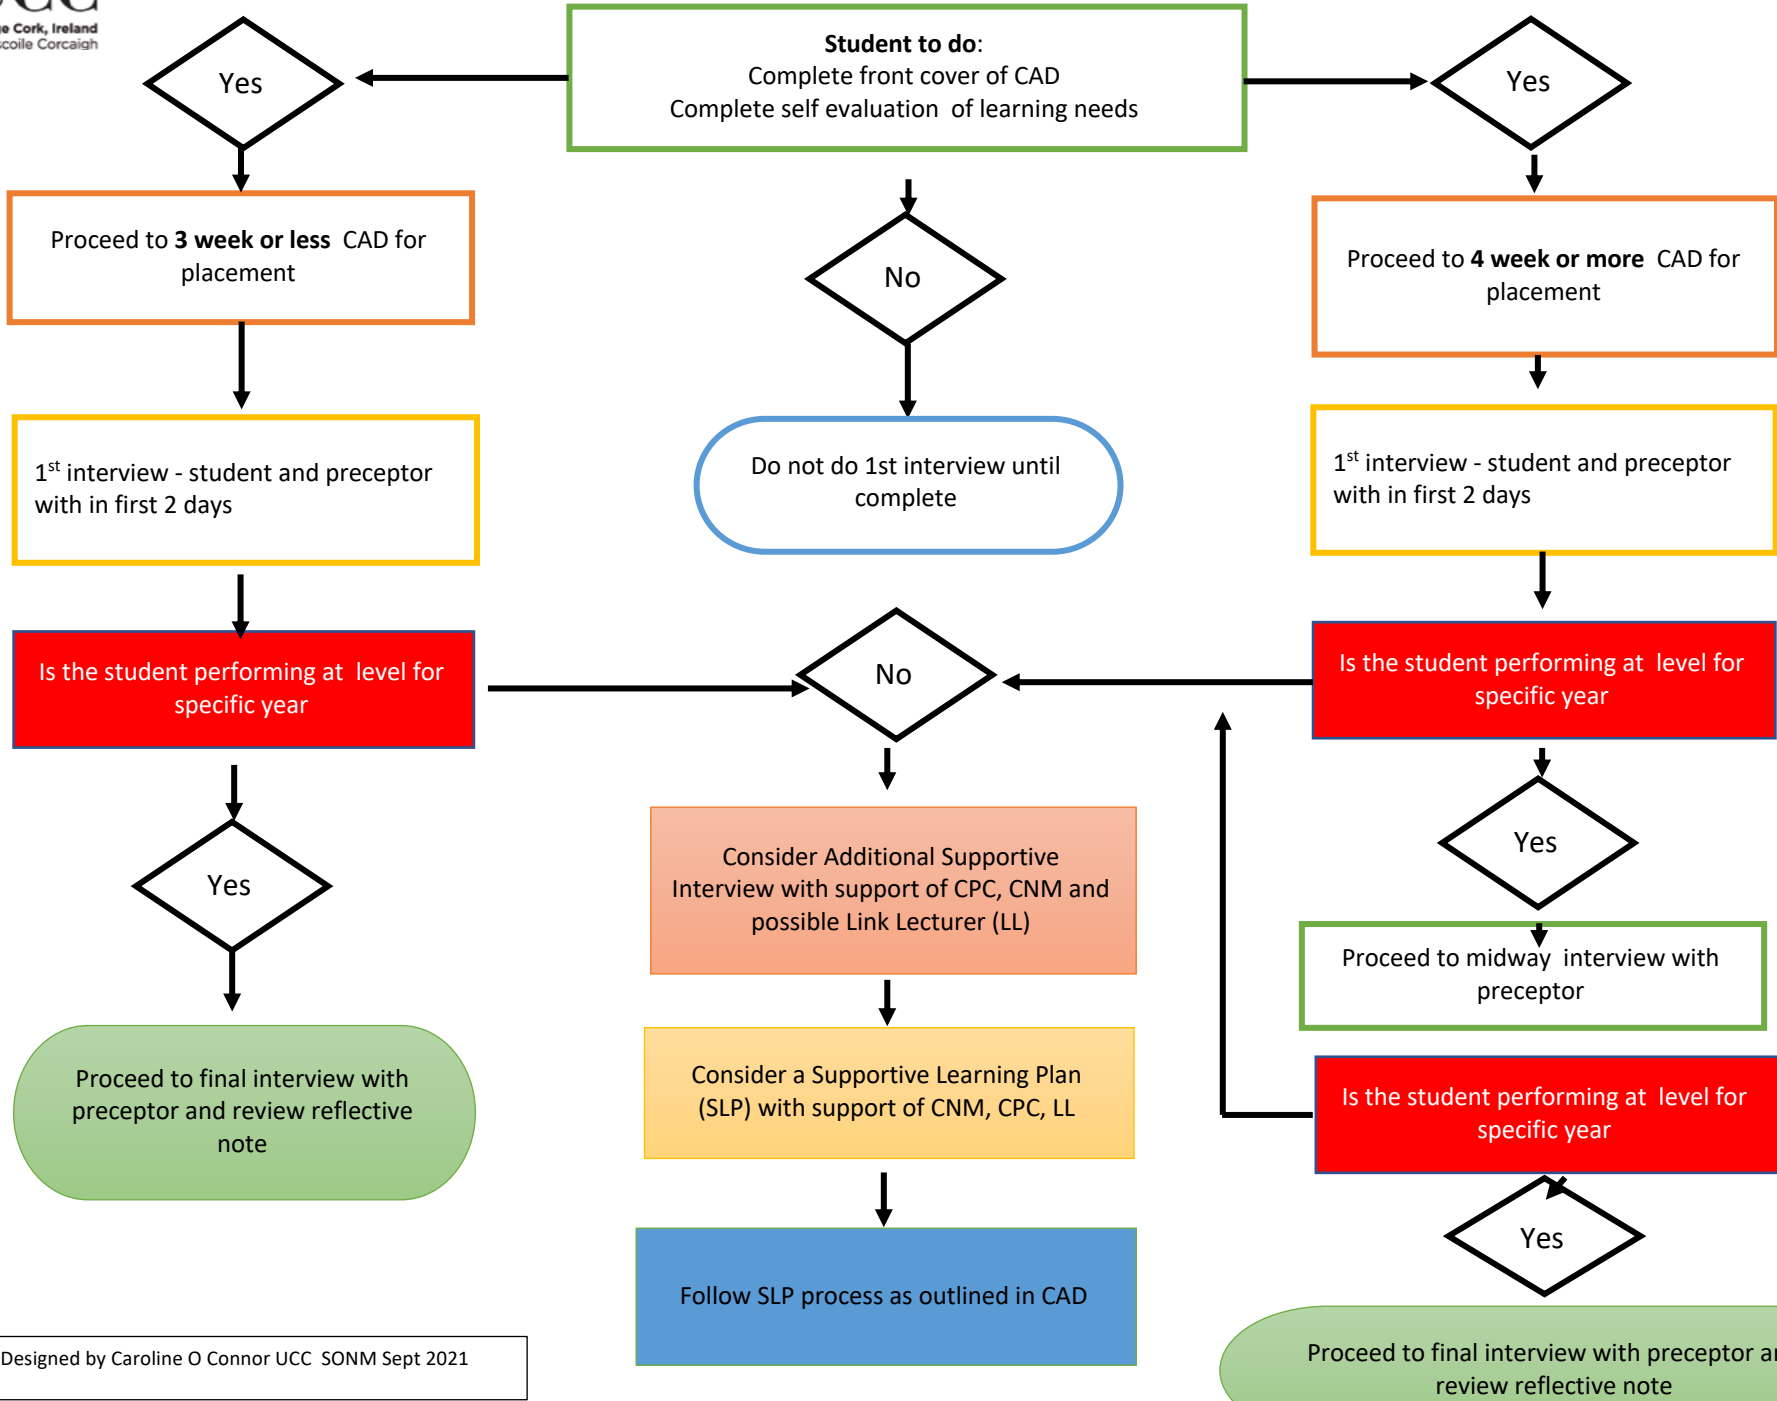 UCC
Cork, Ireland
Corcaigh
Student to do:
Complete front cover of CAD
Complete self evaluation of learning needs
Yes
Yes
No
Proceed to 3 week or less CAD for
placement
Proceed to 4 week or more CAD for
placement
1st interview - student and preceptor
with in first 2 days
Do not do 1st interview until
complete
1st interview - student and preceptor
with in first 2 days
Is the student performing at level for
specific year
No
Is the student performing at level for
specific year
Yes
Consider Additional Supportive
Interview with support of CPC, CNM and
possible Link Lecturer (LL)
Yes
Proceed to midway interview with
preceptor
Proceed to final interview with
preceptor and review reflective
note
Consider a Supportive Learning Plan
(SLP) with support of CNM, CPC, LL
Is the student performing at level for
specific year
Yes
Follow SLP process as outlined in CAD
Proceed to final interview with preceptor
review reflective note
Designed by Caroline O Connor UCC SONM Sept 2021